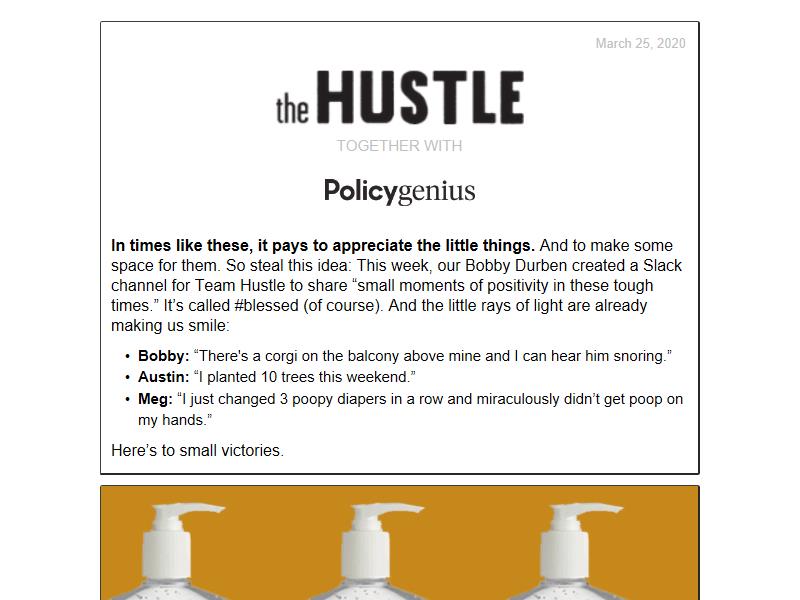 March 25, 2020
the HUSTLE
TOGETHER WITH
Policygenius
In times like these, it pays to appreciate the little things. And to make some
space for them. So steal this idea: This week, our Bobby Durben created a Slack
channel for Team Hustle to share “small moments of positivity in these tough
times.” It’s called #blessed (of course). And the little rays of light are already
making us smile:
• Bobby: “There's a corgi on the balcony above mine and I can hear him snoring.”
• Austin: “I planted 10 trees this weekend.”
• Meg: “I just changed 3 poopy diapers in a row and miraculously didn’t get poop on
my hands.”
Here’s to small victories.